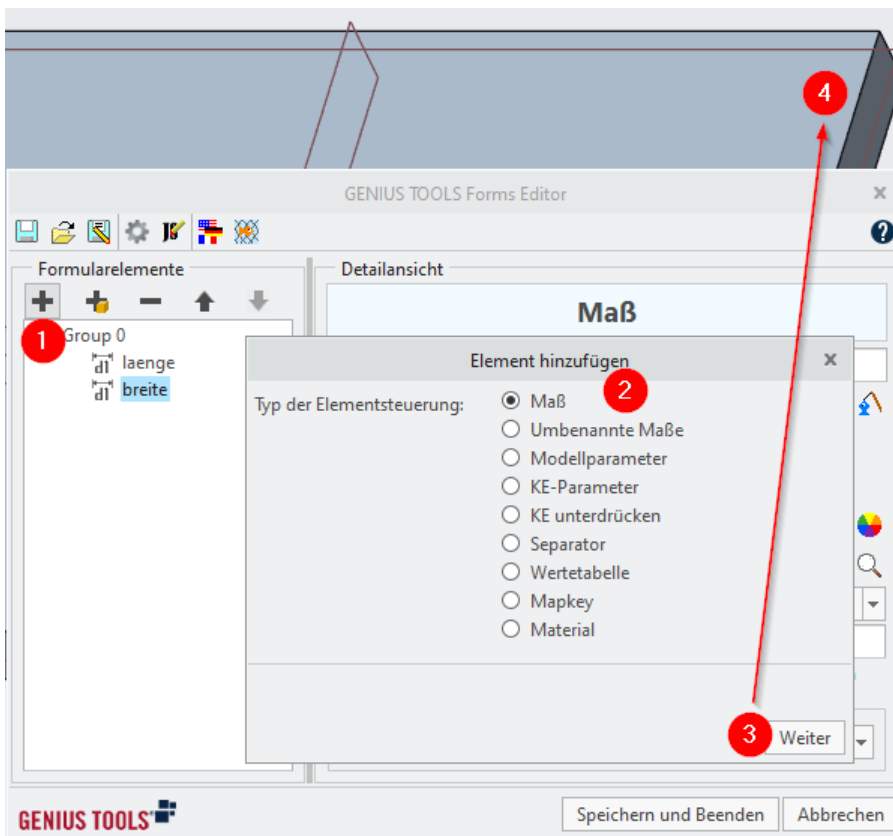 4
GENIUS TOOLS Forms Editor
Formularelemente
Detailansicht
Maß
1
Group 0
laenge
breite
Element hinzufügen
2
Typ der Elementsteuerung:
Maß
Umbenannte Maße
Modellparameter
KE-Parameter
KE unterdrücken
Separator
Wertetabelle
Mapkey
Material
3
Weiter
GENIUS TOOLS
Speichern und Beenden
Abbrechen